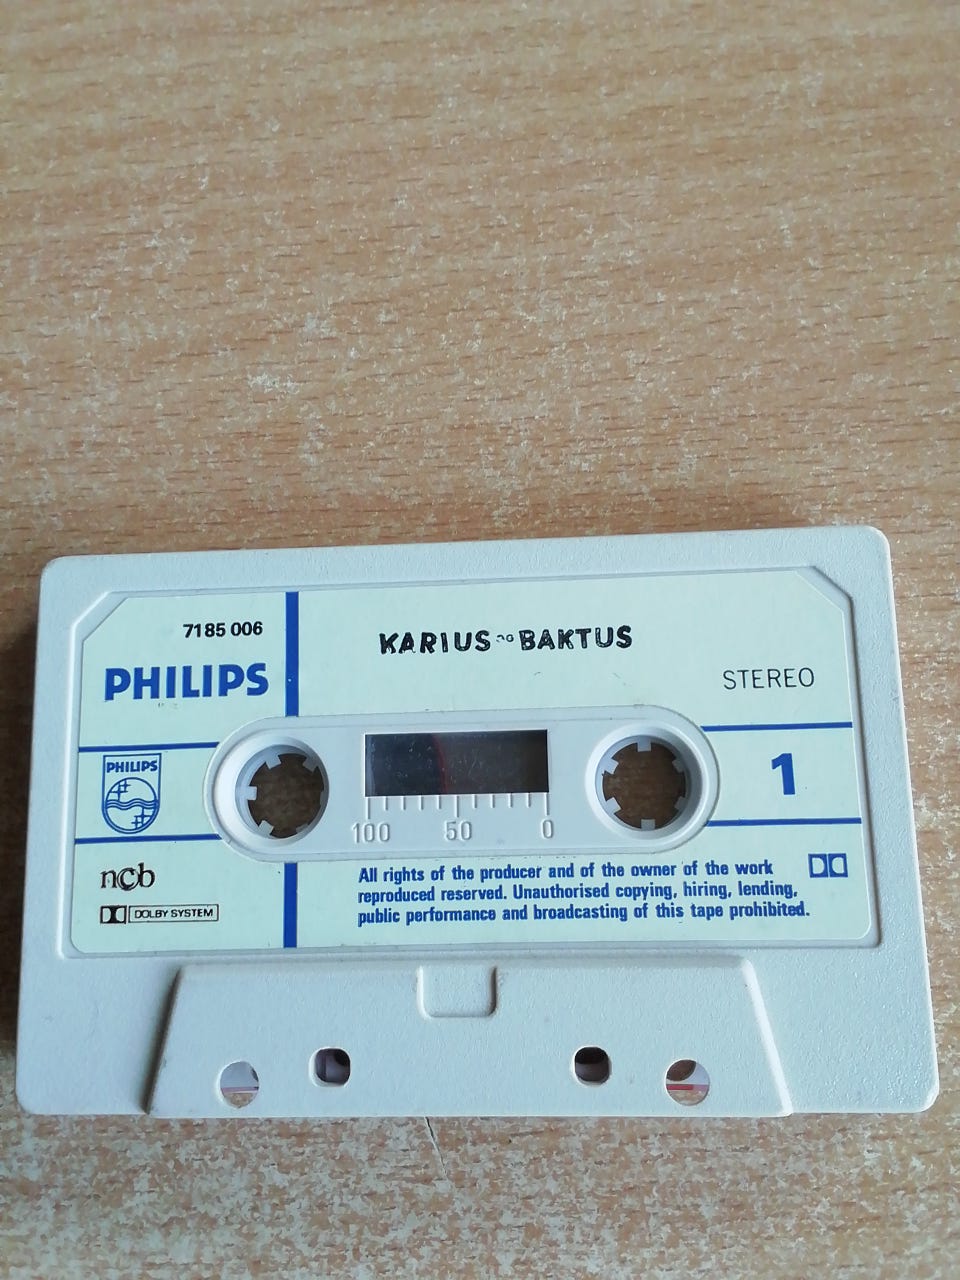 7185 006
PHILIPS
KARIUS OG BAKTUS
STEREO
PHILIPS
1
100 50 0
ncb
DOLBY SYSTEM
All rights of the producer and of the owner of the work
reproduced reserved. Unauthorised copying, hiring, lending,
public performance and broadcasting of this tape prohibited.